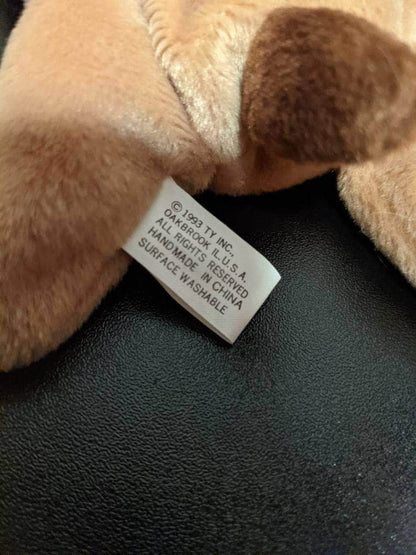 © 1993 TY INC.,
OAKBROOK IL. U.S.A.
ALL RIGHTS RESERVED
HANDMADE IN CHINA
SURFACE WASHABLE